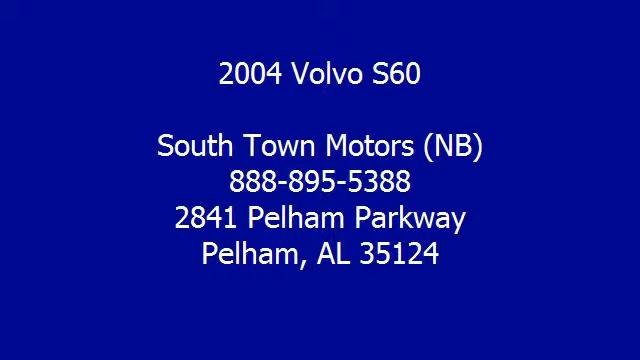 2004 Volvo S60
South Town Motors (NB)
888-895-5388
2841 Pelham Parkway
Pelham, AL 35124